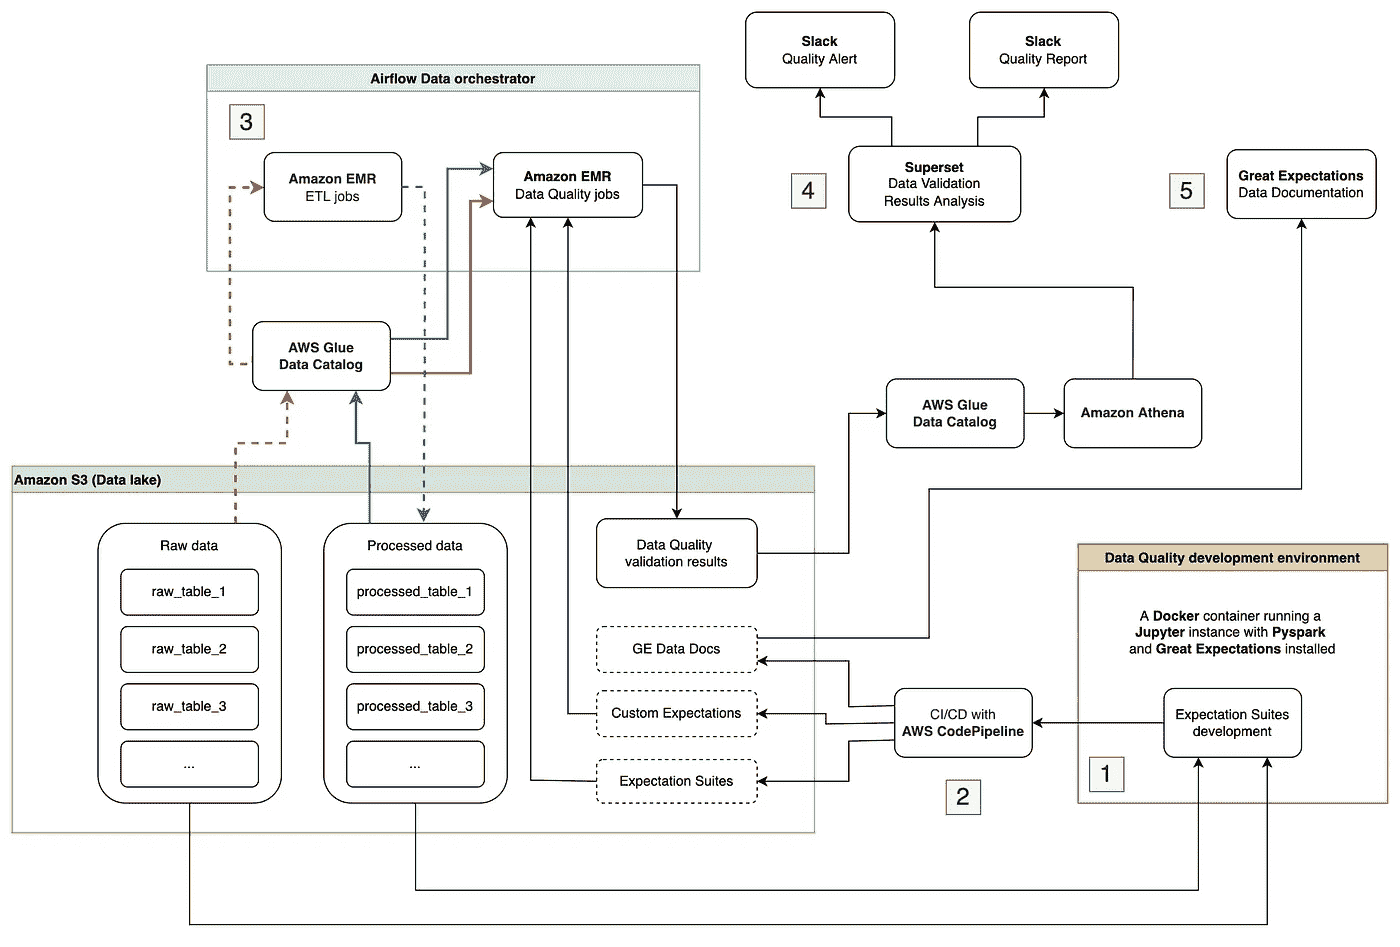 Slack
Quality Alert
Slack
Quality Report
Airflow Data orchestrator
3
Amazon EMR
ETL jobs
Amazon EMR
Data Quality jobs
4
Superset
Data Validation
Results Analysis
5
Great Expectations
Data Documentation
AWS Glue
Data Catalog
AWS Glue
Data Catalog
Amazon Athena
Amazon S3 (Data lake)
Raw data
raw_table_1
raw_table_2
raw_table_3
...
Processed data
processed_table_1
processed_table_2
processed_table_3
...
Data Quality
validation results
GE Data Docs
Custom Expectations
Expectation Suites
CI/CD with
AWS CodePipeline
2
Data Quality development environment
A Docker container running a
Jupyter instance with Pyspark
and Great Expectations installed
Expectation Suites
development
1